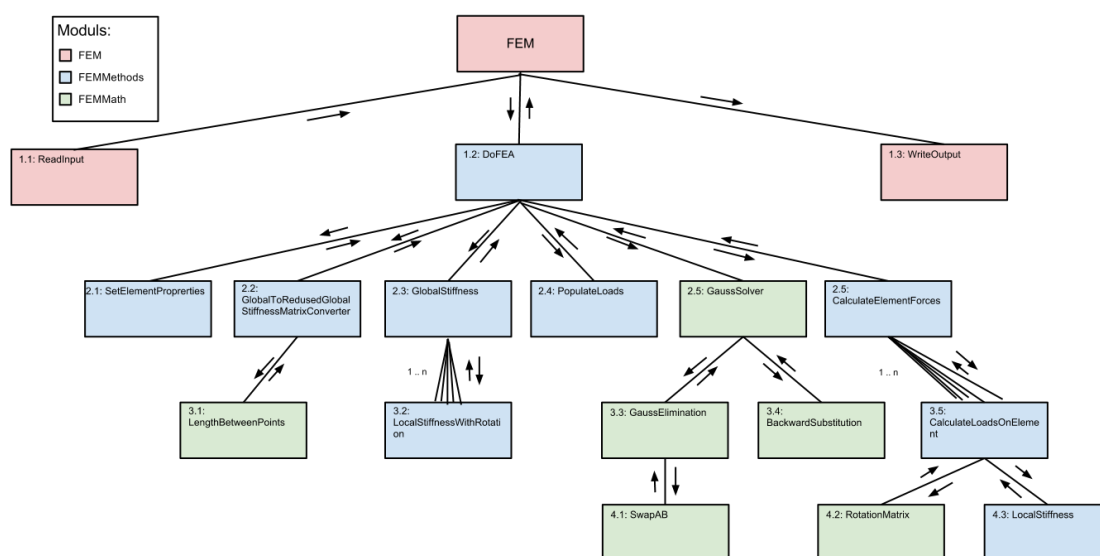 Moduls:
FEM
FEMMethods
FEMMath
FEM
1.1: ReadInput
1.2: DoFEA
1.3: WriteOutput
2.1: SetElementProprerties
2.2:
GlobalToRedusedGlobal
StiffnessMatrixConverter
2.3: GlobalStiffness
2.4: PopulateLoads
2.5: GaussSolver
2.5:
CalculateElementForces
1 .. n
1 .. n
3.1:
LengthBetweenPoints
3.2:
LocalStiffnessWithRotati
on
3.3: GaussElimination
3.4:
BackwardSubstitution
3.5:
CalculateLoadsOnEleme
nt
4.1: SwapAB
4.2: RotationMatrix
4.3: LocalStiffness